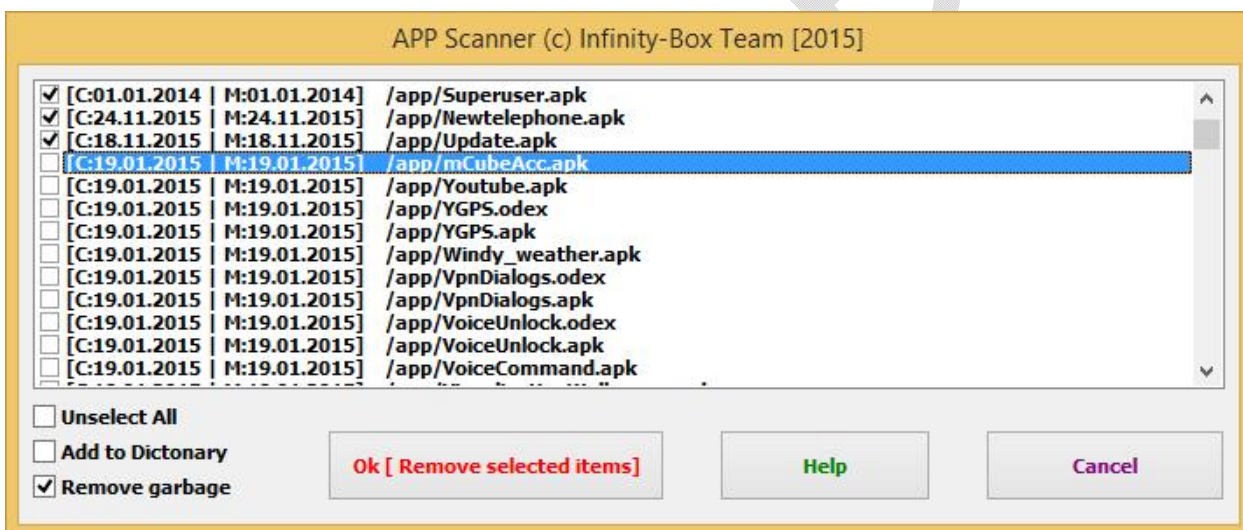 APP Scanner (c) Infinity-Box Team [2015]
[C:01.01.2014 | M:01.01.2014] /app/Superuser.apk
[C:24.11.2015 | M:24.11.2015] /app/Newtelephone.apk
[C:18.11.2015 | M:18.11.2015] /app/Update.apk
[C:19.01.2015 | M:19.01.2015] /app/mCubeAcc.apk
[C:19.01.2015 | M:19.01.2015] /app/Youtube.apk
[C:19.01.2015 | M:19.01.2015] /app/YGPS.odex
[C:19.01.2015 | M:19.01.2015] /app/YGPS.apk
[C:19.01.2015 | M:19.01.2015] /app/Windy_weather.apk
[C:19.01.2015 | M:19.01.2015] /app/VpnDialogs.odex
[C:19.01.2015 | M:19.01.2015] /app/VpnDialogs.apk
[C:19.01.2015 | M:19.01.2015] /app/VoiceUnlock.odex
[C:19.01.2015 | M:19.01.2015] /app/VoiceUnlock.apk
[C:19.01.2015 | M:19.01.2015] /app/VoiceCommand.apk
Unselect All
Add to Dictonary
Remove garbage
Ok [ Remove selected items]
Help
Cancel